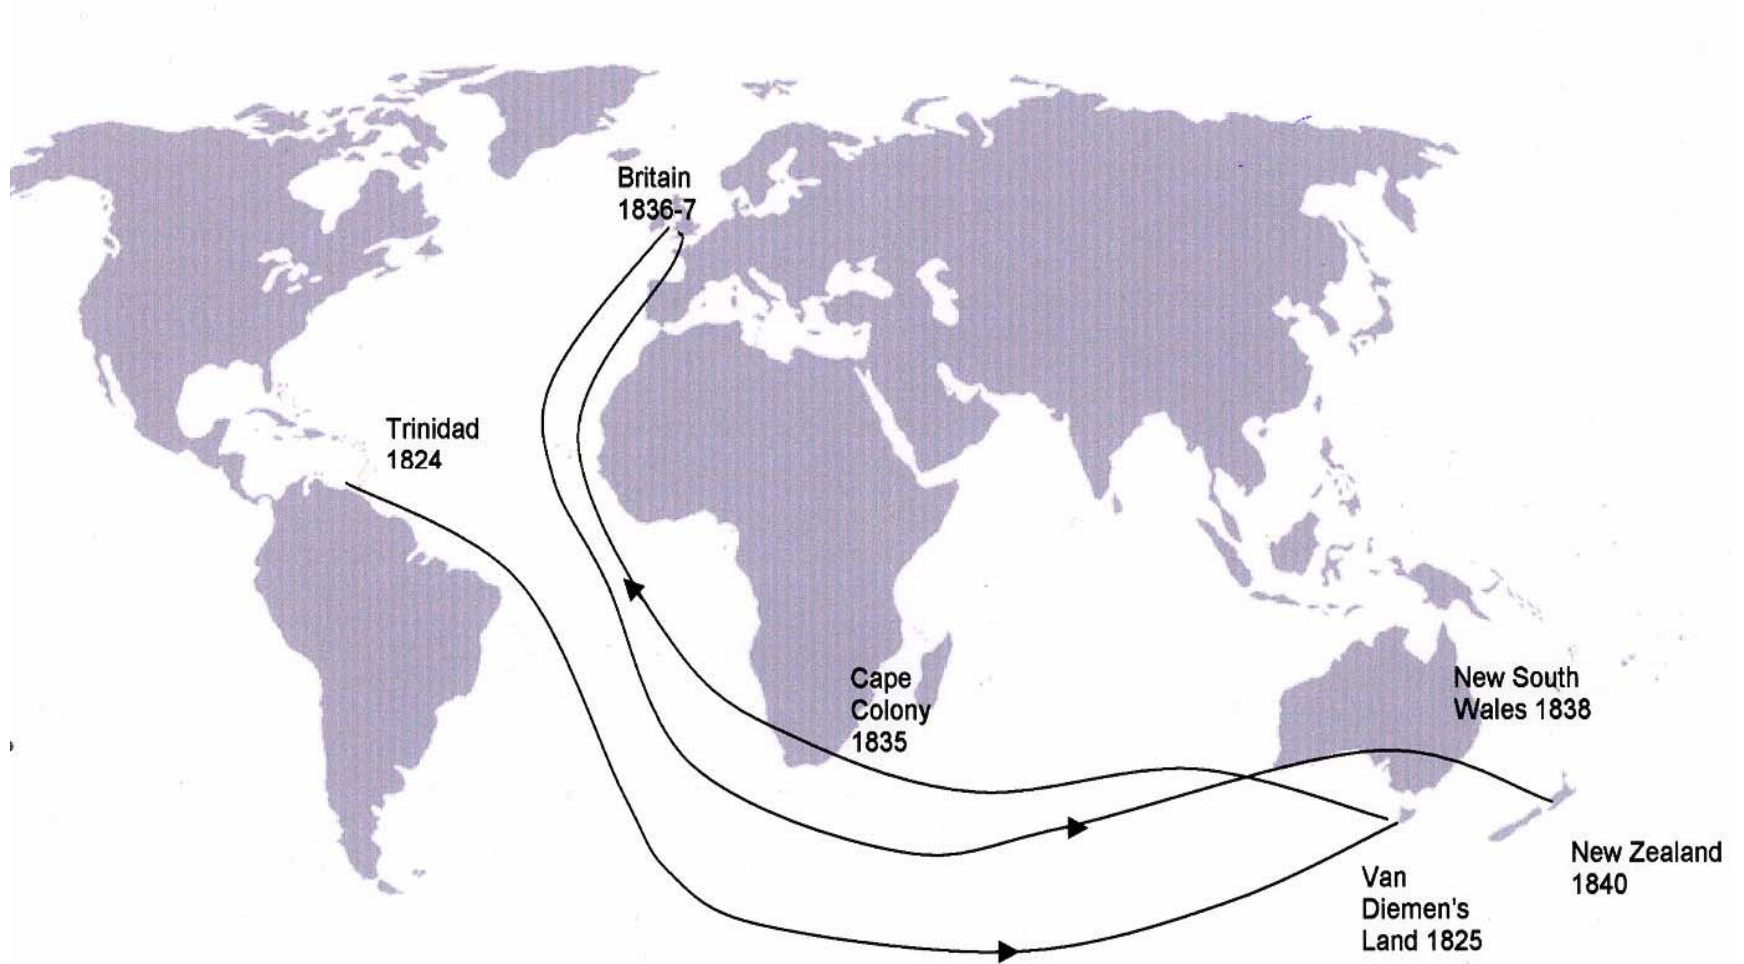 Britain
1836-7
Trinidad
1824
Cape
Colony
1835
New South
Wales 1838
New Zealand
1840
Van
Diemen's
Land 1825